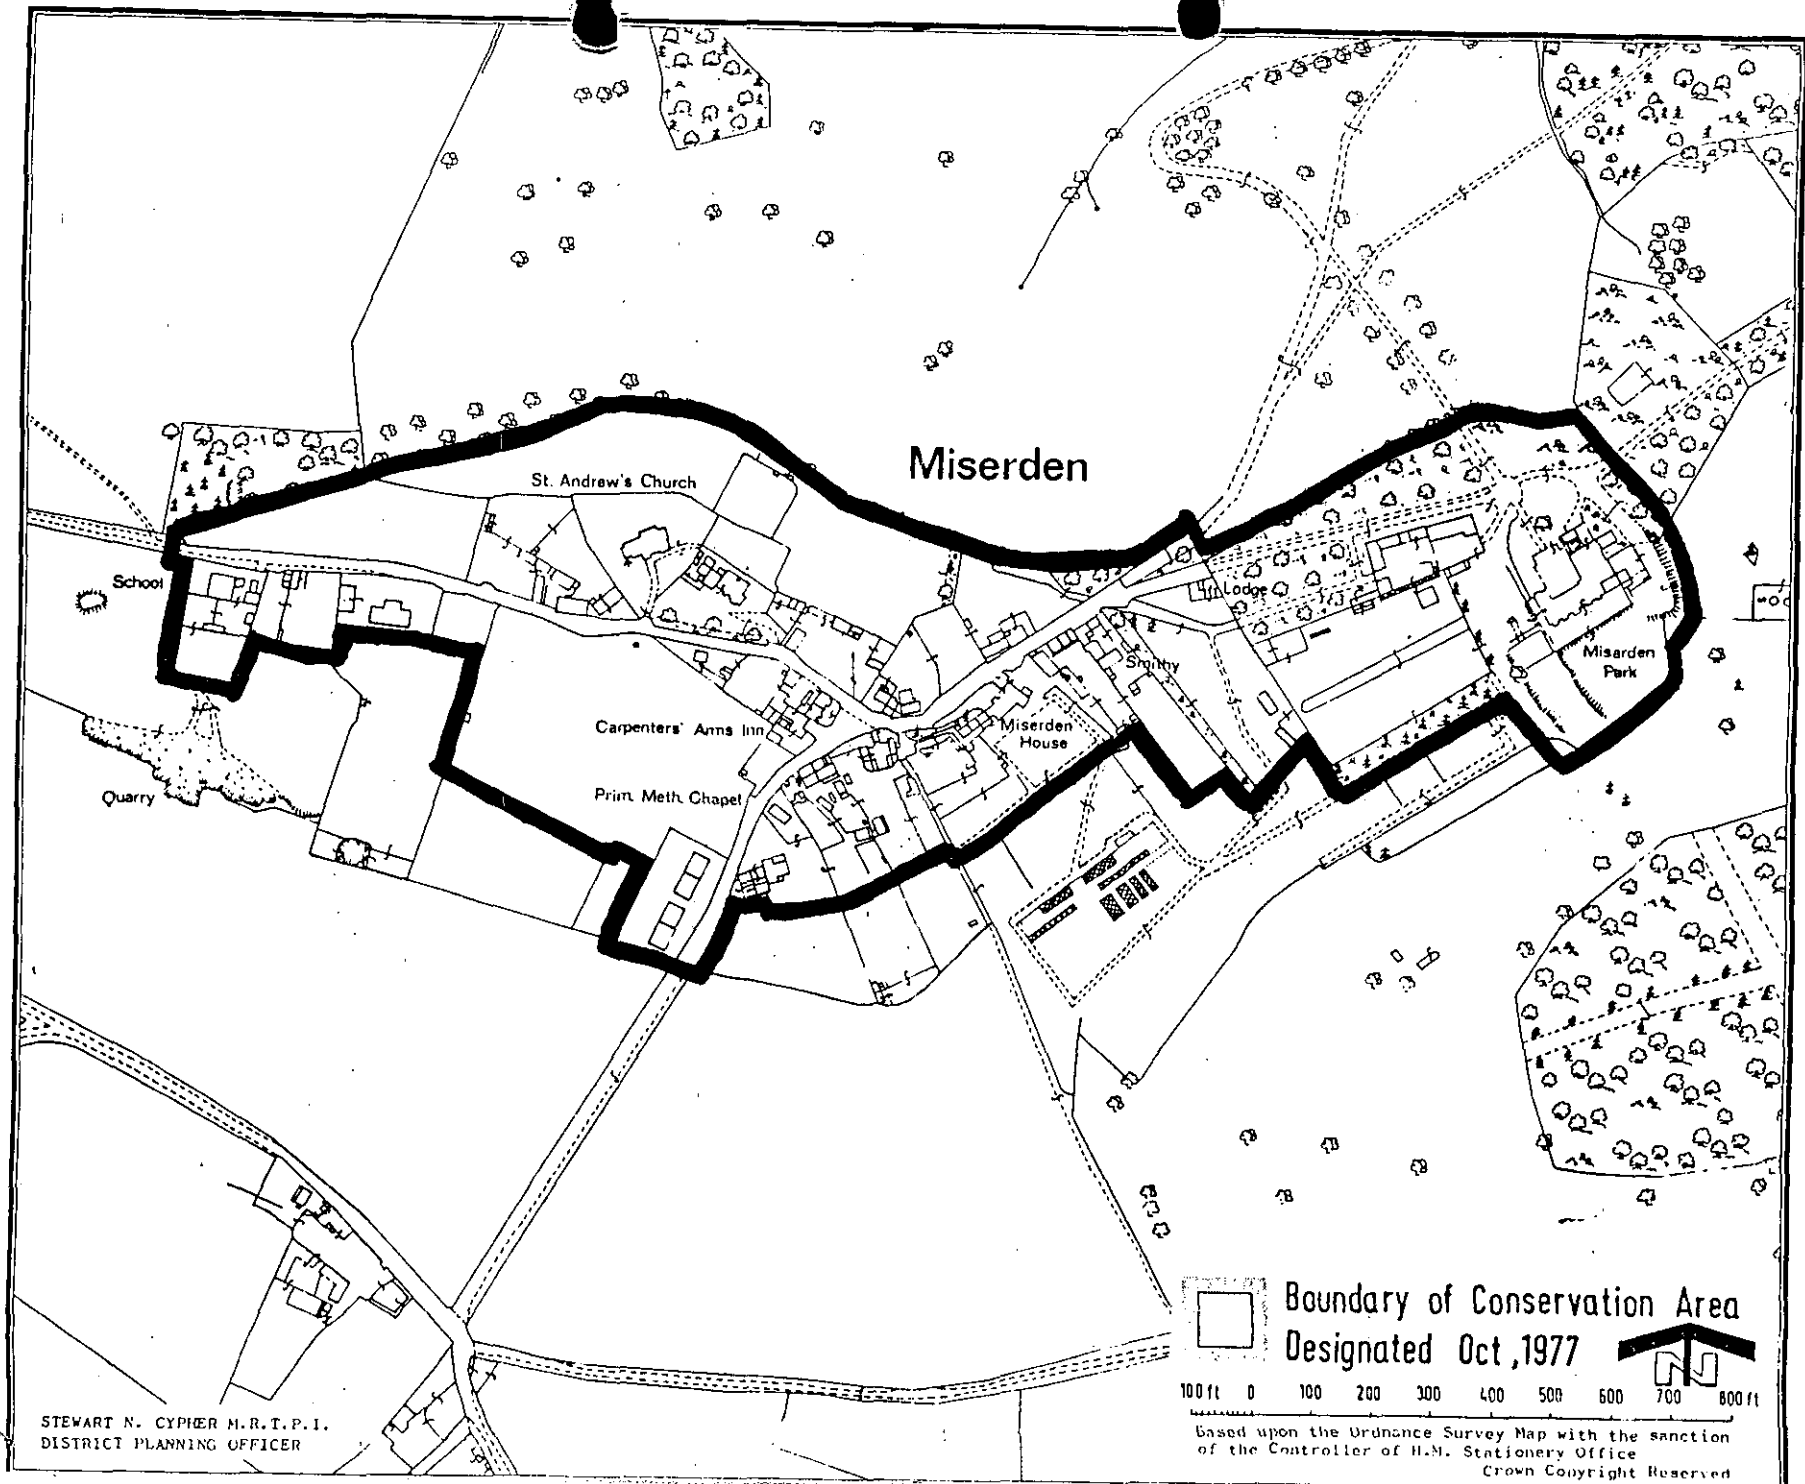 Miserden
St. Andrew's Church
School
Lodge
Smithy
Misarden
Park
Carpenters' Arms Inn
Miserden
House
Quarry
Prim. Meth. Chapel
Boundary of Conservation Area
Designated Oct, 1977
N
100 ft 0 100 200 300 400 500 600 700 800 ft
STEWART N. CYPHER M.R.T.P.I.
DISTRICT PLANNING OFFICER
Based upon the Ordnance Survey Map with the sanction
of the Controller of H.M. Stationery Office
Crown Copyright Reserved